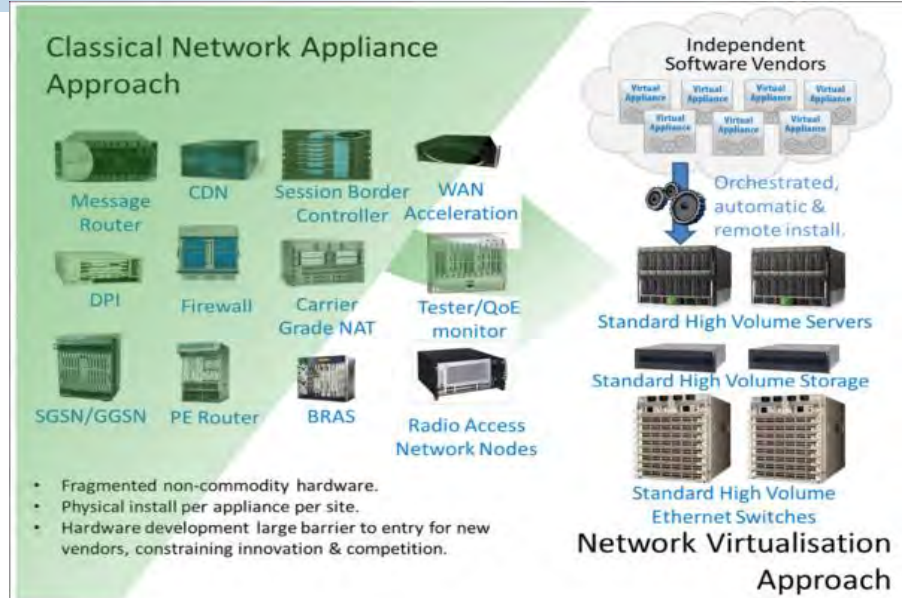 Classical Network Appliance
Approach
Message
Router
CDN
Session Border
Controller
WAN
Acceleration
DPI
Firewall
Carrier
Grade NAT
Tester/QoE
monitor
SGSN/GGSN
PE Router
BRAS
Radio Access
Network Nodes
• Fragmented non-commodity hardware.
• Physical install per appliance per site.
• Hardware development large barrier to entry for new
vendors, constraining innovation & competition.
Independent
Software Vendors
Virtual
Appliance
Virtual
Appliance
Virtual
Appliance
Virtual
Appliance
Virtual
Appliance
Virtual
Appliance
Virtual
Appliance
Orchestrated,
automatic &
remote install.
Standard High Volume Servers
Standard High Volume Storage
Standard High Volume
Ethernet Switches
Network Virtualisation
Approach